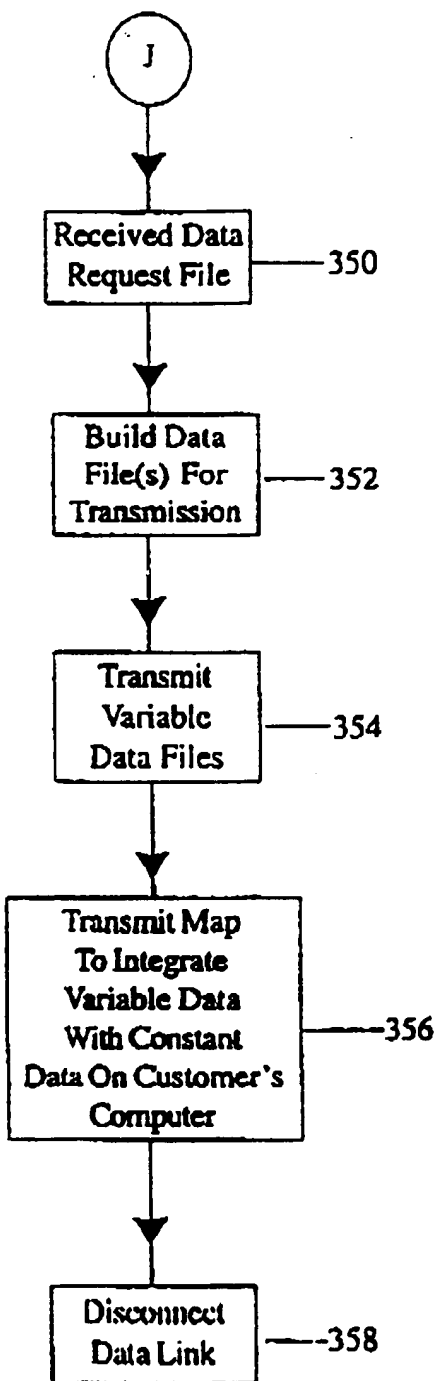 J
Received Data
Request File
350
Build Data
File(s) For
Transmission
352
Transmit
Variable
Data Files
354
Transmit Map
To Integrate
Variable Data
With Constant
Data On Customer's
Computer
356
Disconnect
Data Link
358